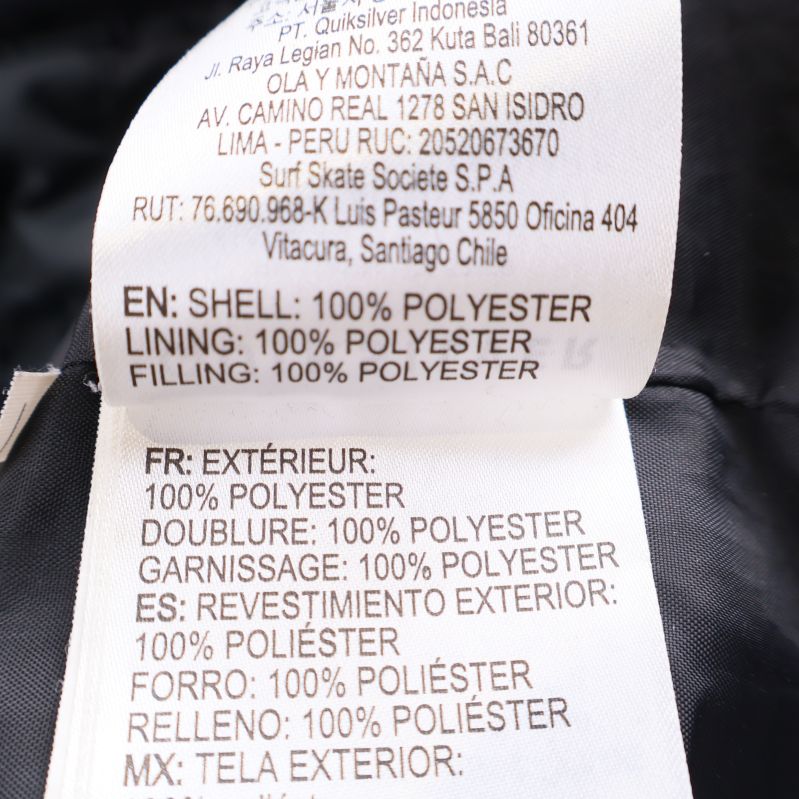 PT. Quiksilver Indonesia
Jl. Raya Legian No. 362 Kuta Bali 80361
OLA Y MONTAÑA S.A.C
AV. CAMINO REAL 1278 SAN ISIDRO
LIMA - PERU RUC: 20520673670
Surf Skate Societe S.P.A
RUT: 76.690.968-K Luis Pasteur 5850 Oficina 404
Vitacura, Santiago Chile
EN: SHELL: 100% POLYESTER
LINING: 100% POLYESTER
FILLING: 100% POLYESTER
FR: EXTÉRIEUR:
100% POLYESTER
DOUBLURE: 100% POLYESTER
GARNISSAGE: 100% POLYESTER
ES: REVESTIMIENTO EXTERIOR:
100% POLIÉSTER
FORRO: 100% POLIÉSTER
RELLENO: 100% POLIÉSTER
MX: TELA EXTERIOR: